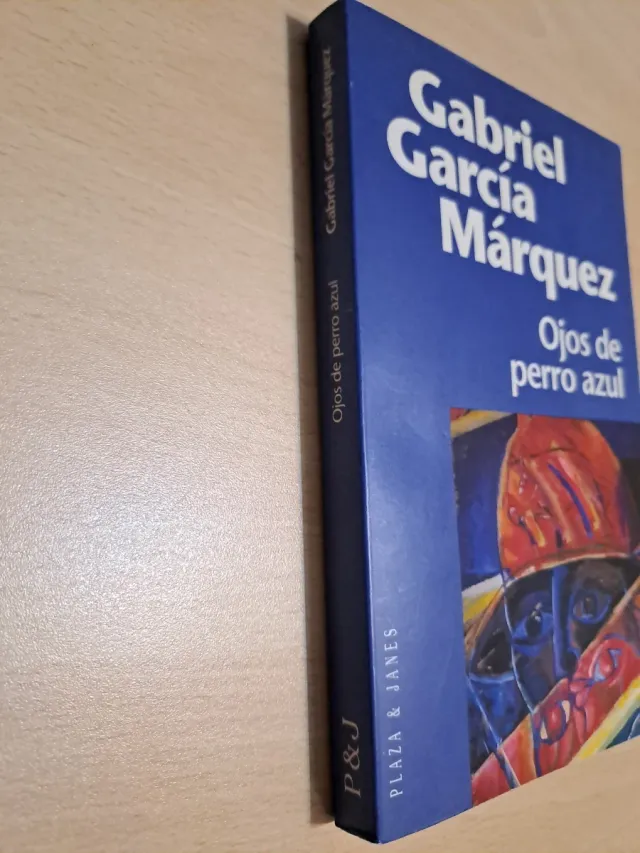 Gabriel
García
Márquez
Ojos de
perro azul
PLAZA & JANES
Gabriel García Márquez
Ojos de perro azul
P & J